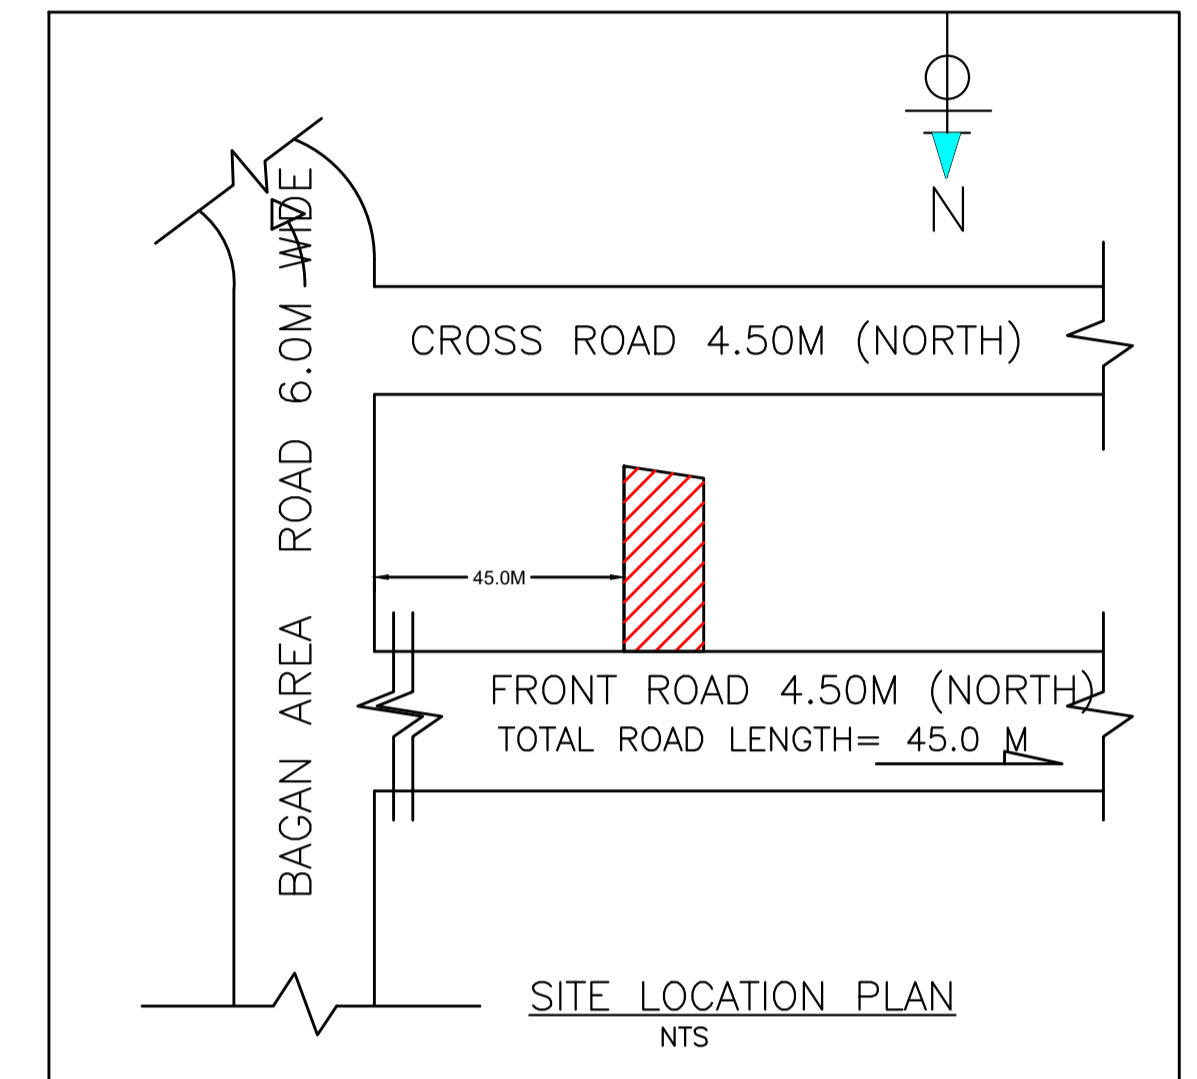 N
CROSS ROAD 4.50M (NORTH)
BAGAN AREA ROAD 6.0M WIDE
45.0M
FRONT ROAD 4.50M (NORTH)
TOTAL ROAD LENGTH= 45.0 M
SITE LOCATION PLAN
NTS